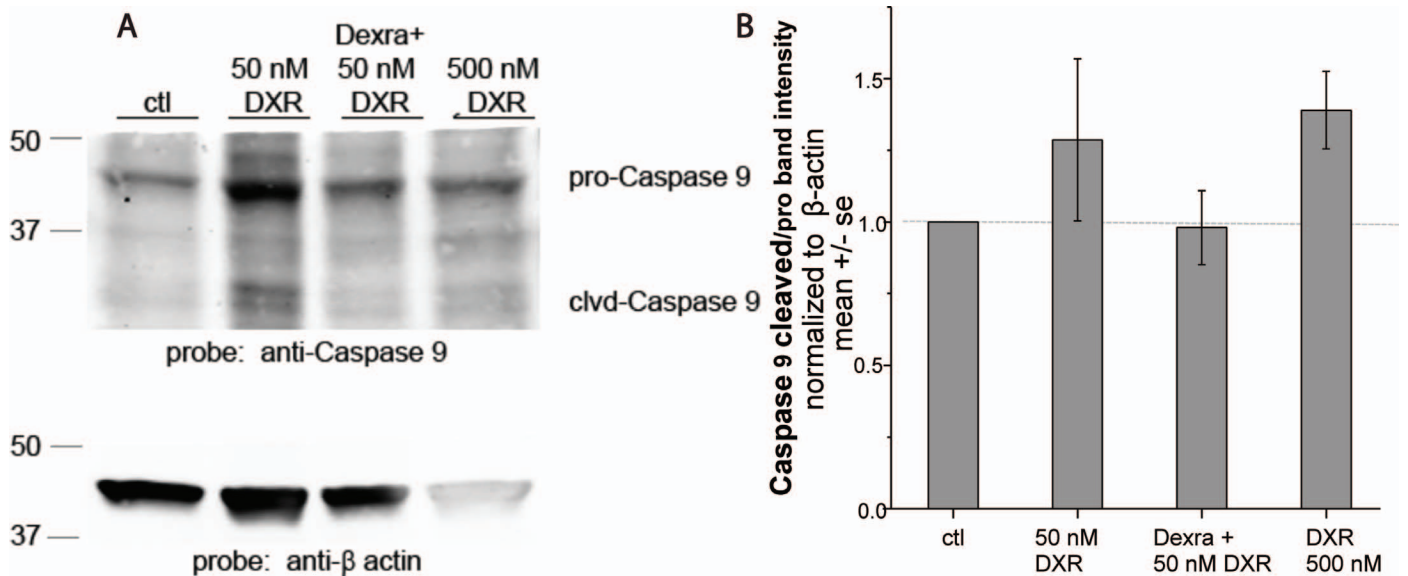 A
ctl
50 nM
DXR
Dexra+
50 nM
DXR
500 nM
DXR
50
37
pro-Caspase 9
clvd-Caspase 9
probe: anti-Caspase 9
50
37
probe: anti-β actin
B
Caspase 9 cleaved/pro band intensity
normalized to β-actin
mean +/- se
1.5
1.0
0.5
0.0
ctl
50 nM
DXR
Dexra +
50 nM DXR
DXR
500 nM